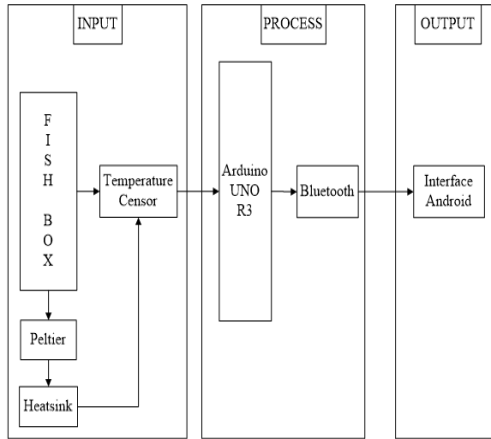 INPUT
PROCESS
OUTPUT
F
I
S
H
B
O
X
Temperature
Censor
Peltier
Heatsink
Arduino
UNO
R3
Bluetooth
Interface
Android